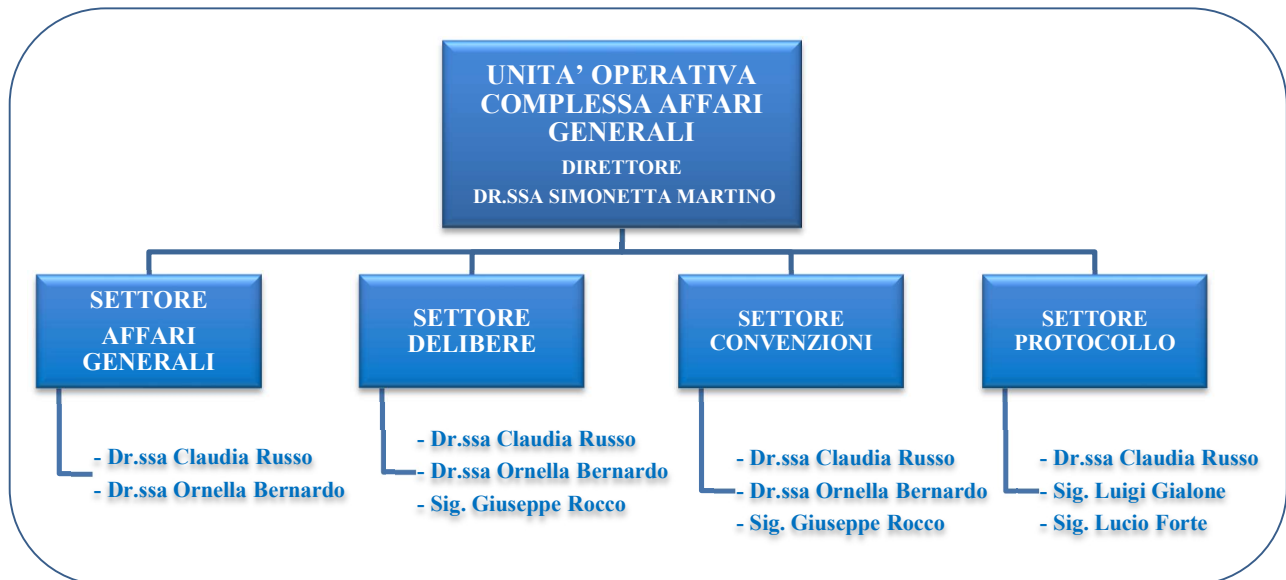 UNITA’ OPERATIVA
COMPLESSA AFFARI
GENERALI
DIRETTORE
DR.SSA SIMONETTA MARTINO
SETTORE
AFFARI
GENERALI
- Dr.ssa Claudia Russo
- Dr.ssa Ornella Bernardo
SETTORE
DELIBERE
- Dr.ssa Claudia Russo
- Dr.ssa Ornella Bernardo
- Sig. Giuseppe Rocco
SETTORE
CONVENZIONI
- Dr.ssa Claudia Russo
- Dr.ssa Ornella Bernardo
- Sig. Giuseppe Rocco
SETTORE
PROTOCOLLO
- Dr.ssa Claudia Russo
- Sig. Luigi Gialone
- Sig. Lucio Forte